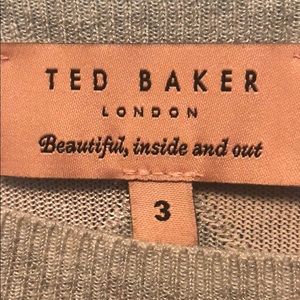 TED BAKER
LONDON
Beautiful, inside and out
3